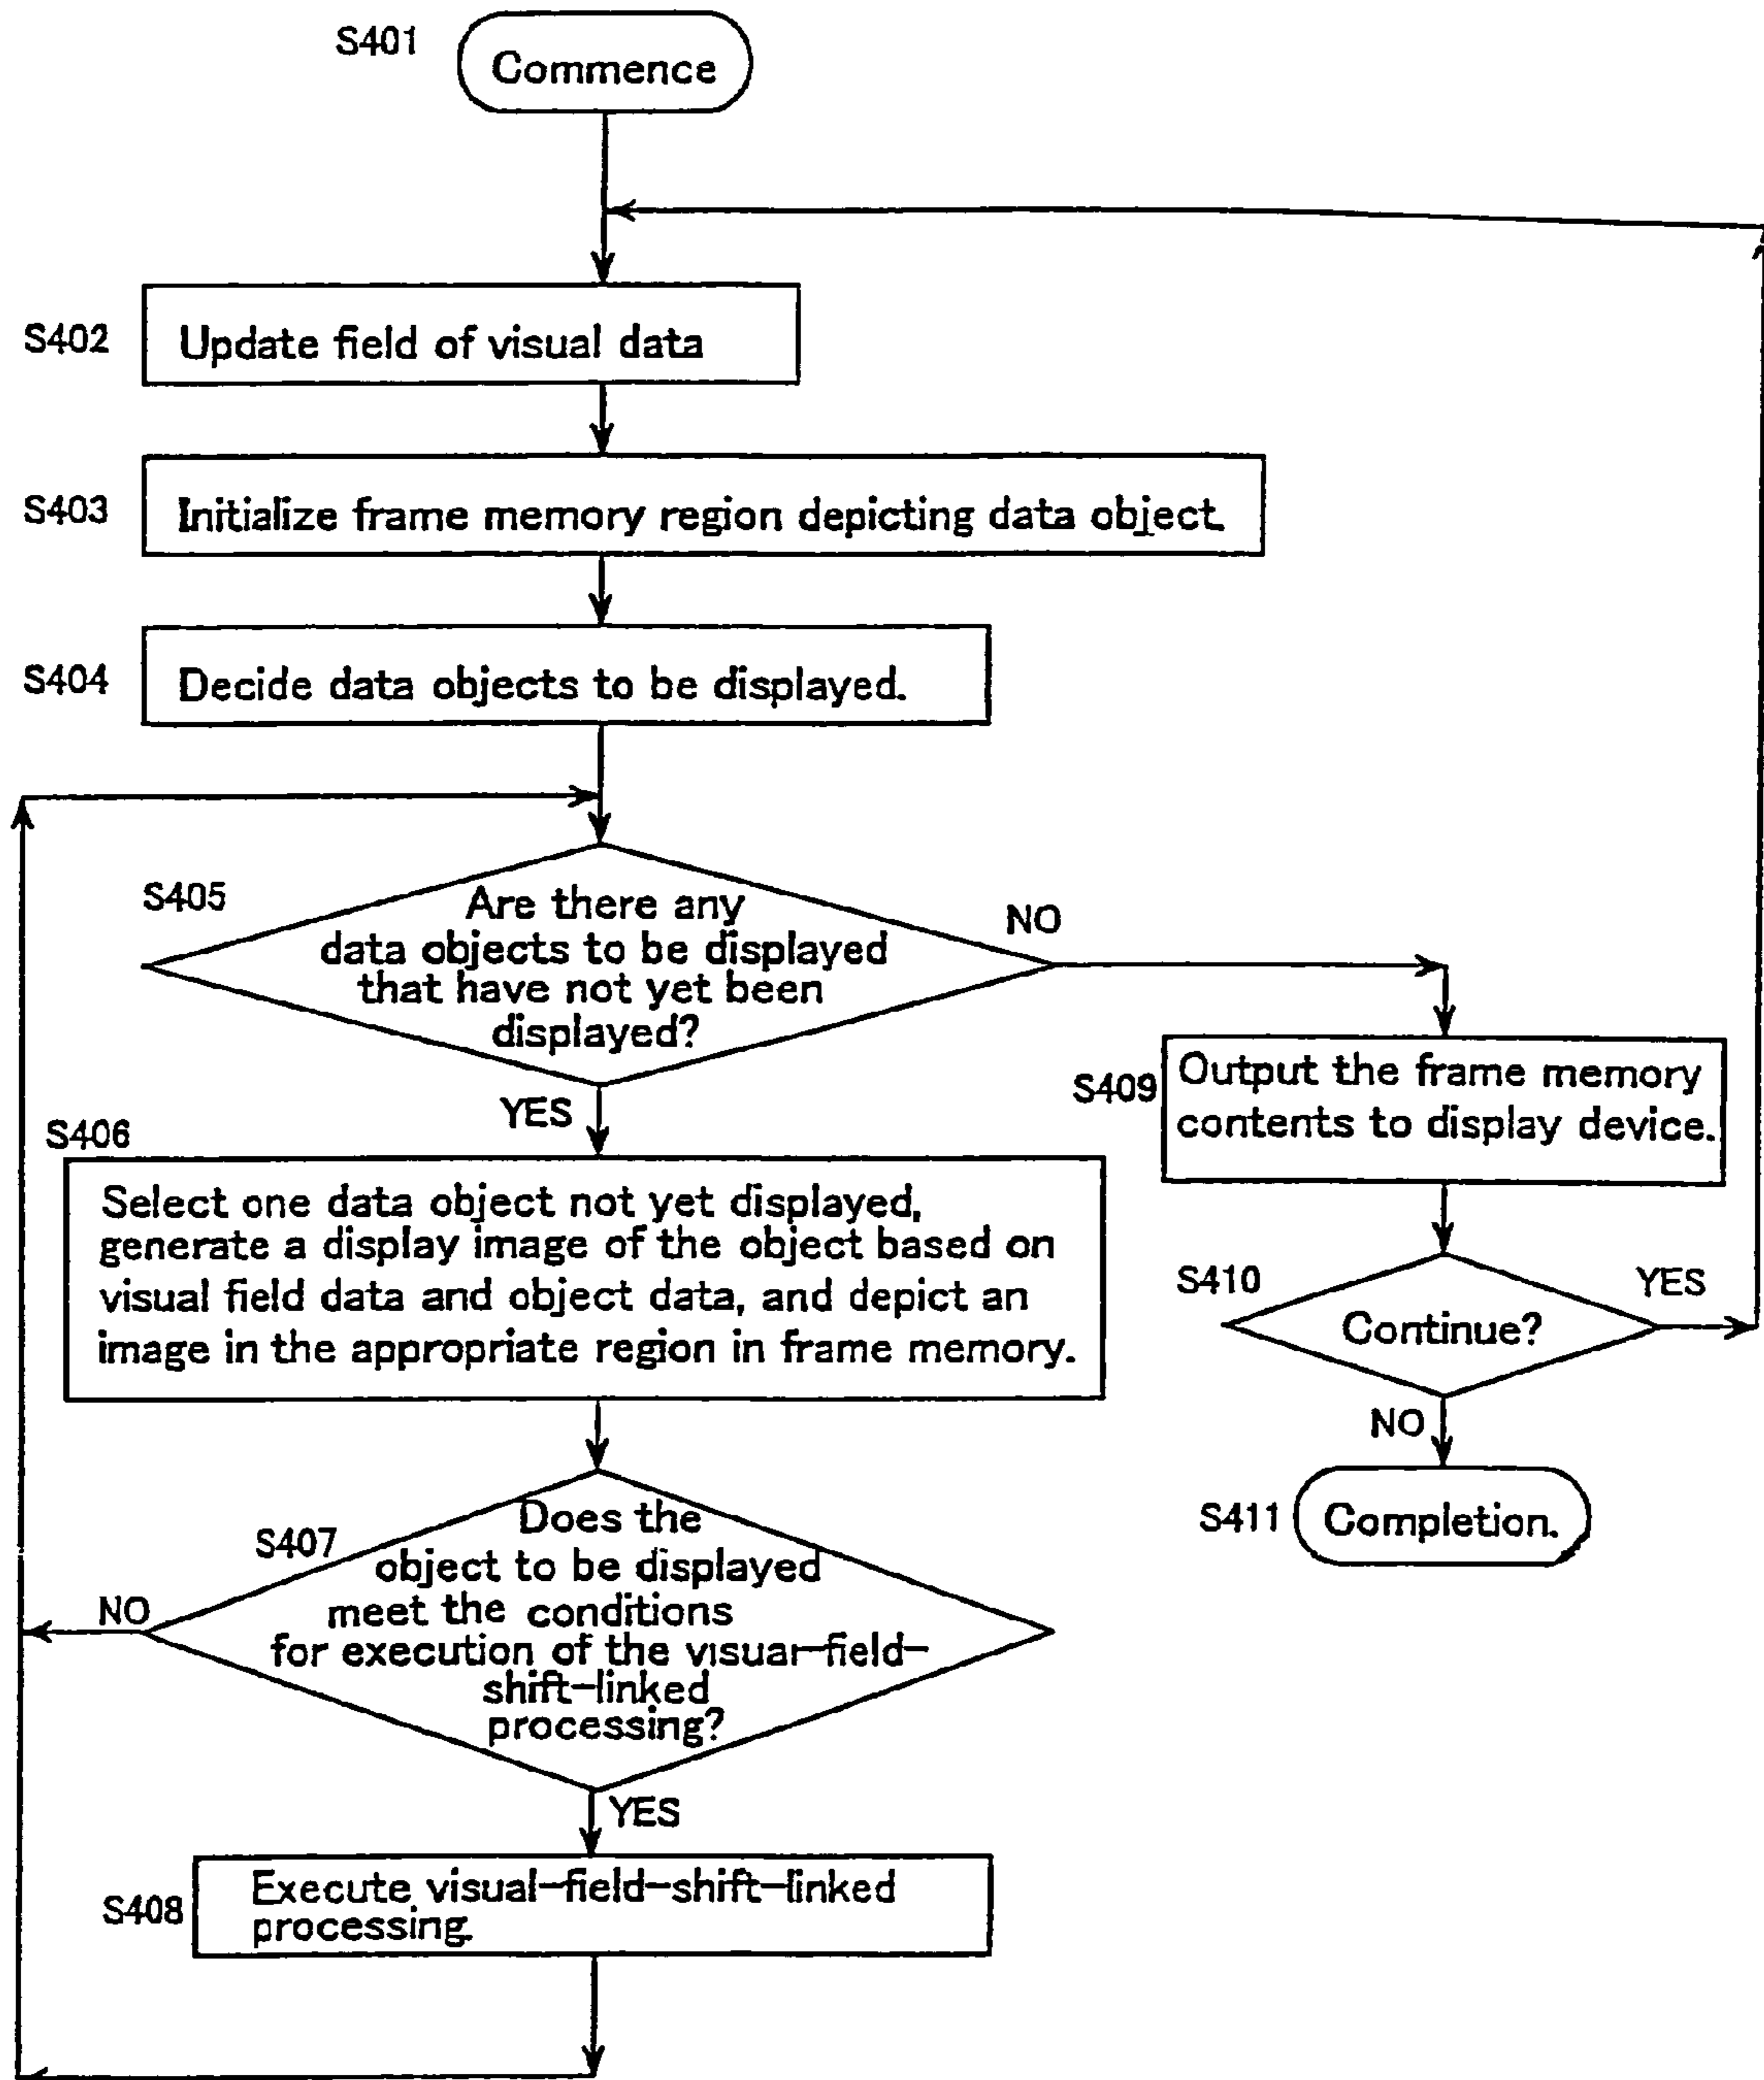 S401
Commence
S402
Update field of visual data
S403
Initialize frame memory region depicting data object.
S404
Decide data objects to be displayed.
S405
Are there any
data objects to be displayed
that have not yet been
displayed?
NO
YES
S406
Select one data object not yet displayed,
generate a display image of the object based on
visual field data and object data, and depict an
image in the appropriate region in frame memory.
S407
Does the
object to be displayed
meet the conditions
for execution of the visual-field-
shift-linked
processing?
NO
YES
S408
Execute visual-field-shift-linked
processing.
S409
Output the frame memory
contents to display device.
S410
Continue?
YES
NO
S411
Completion.